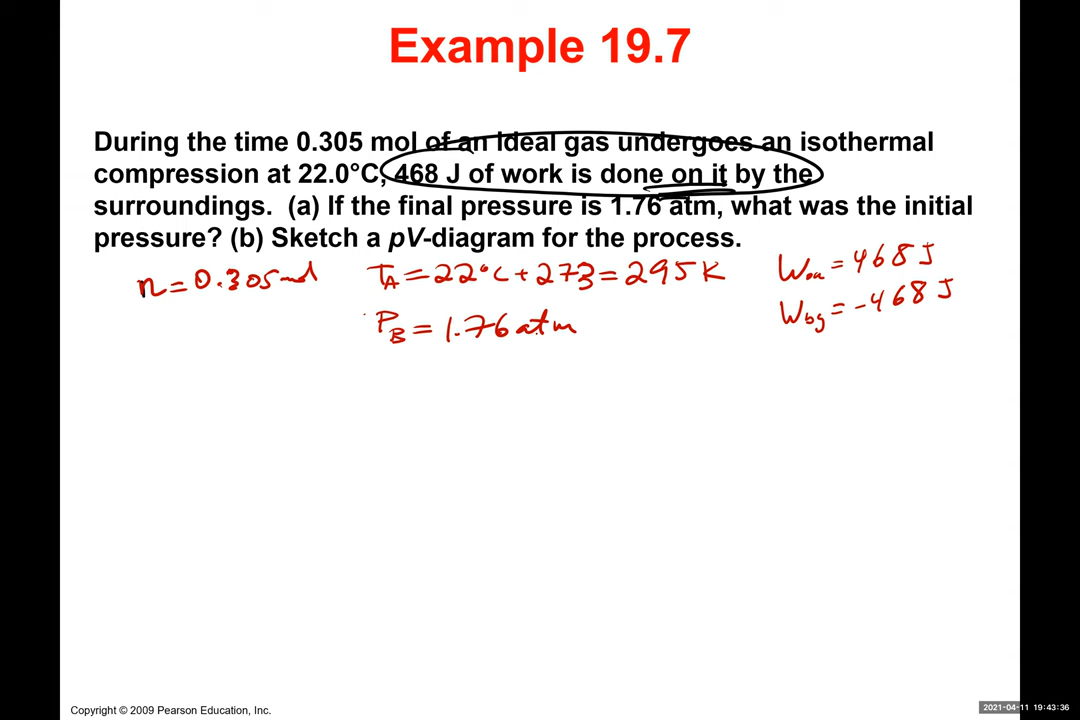 Example 19.7
During the time 0.305 mol of an ideal gas undergoes an isothermal
compression at 22.0°C, 468 J of work is done on it by the
surroundings. (a) If the final pressure is 1.76 atm, what was the initial
pressure? (b) Sketch a pV-diagram for the process.
n = 0.305 mol T_A = 22°C + 273 = 295 K W_on = 468 J
P_B = 1.76 atm W_bg = -468 J
Copyright © 2009 Pearson Education, Inc.
2021-04-11 19:43:36